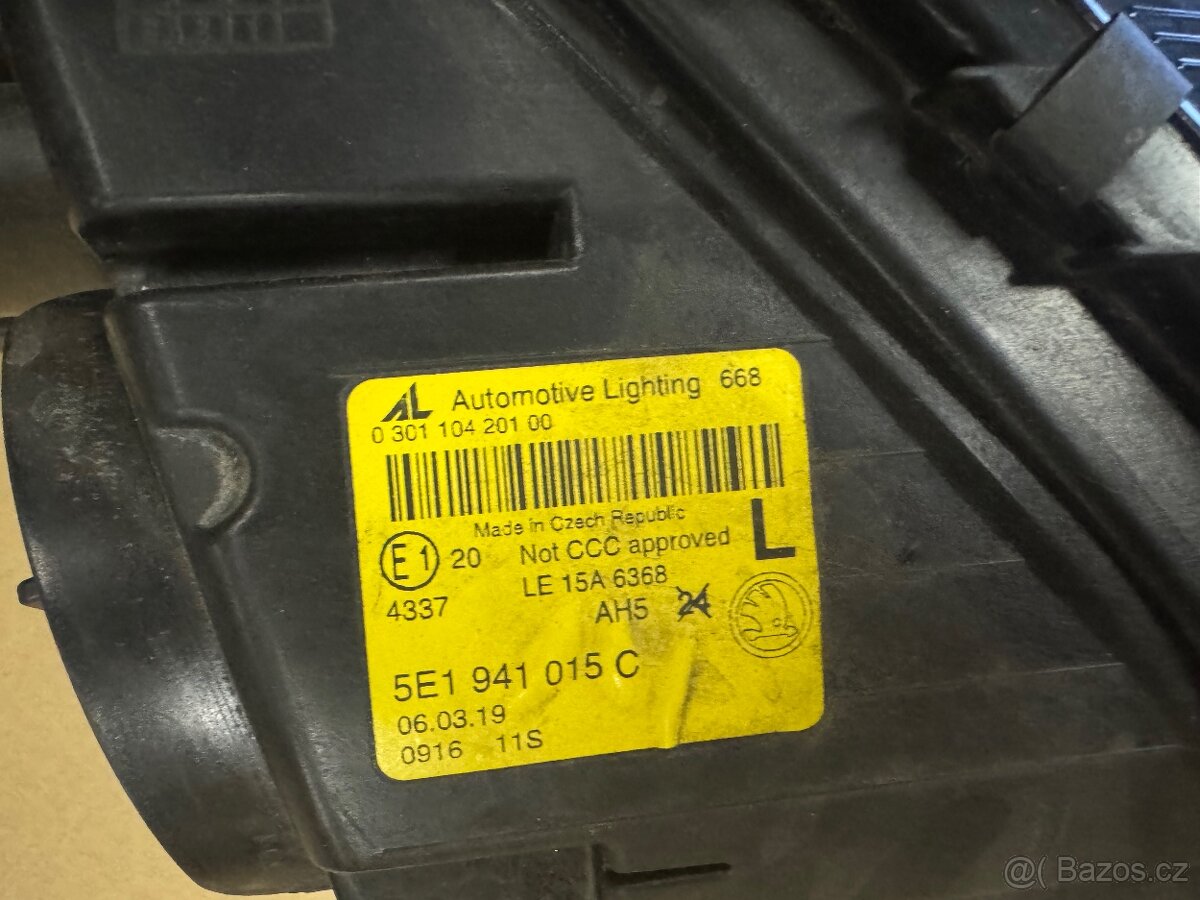 AL Automotive Lighting 668
0 301 104 201 00
Made in Czech Republic
E1 20 Not CCC approved L
LE 15A 6368
4337 AH5 24
5E1 941 015 C
06.03.19
0916 11S
@( Bazos.cz